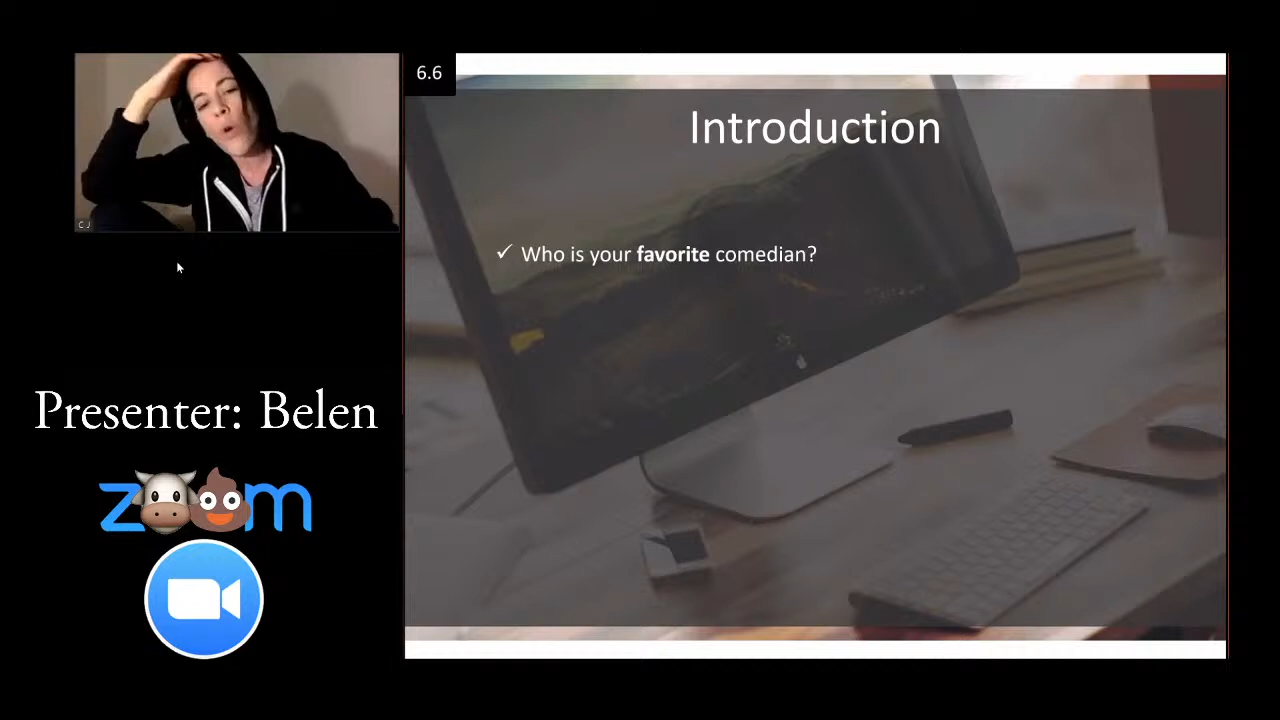 6.6
Introduction
C J
✓ Who is your favorite comedian?
Presenter: Belen
z🐮💩m